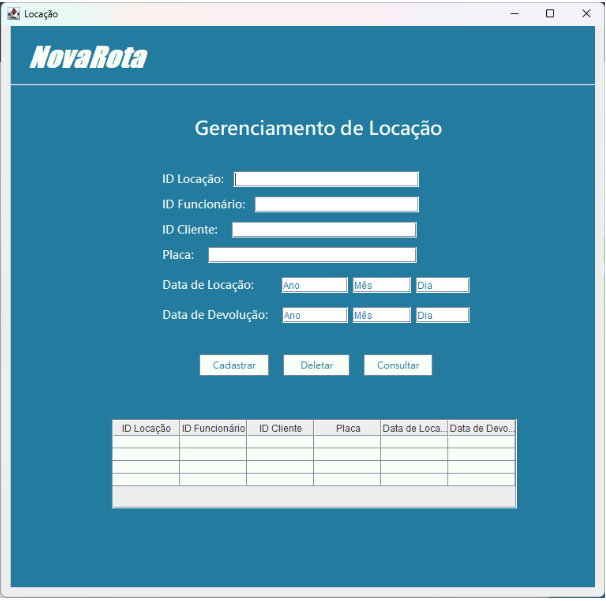 Locação
NovaRota
Gerenciamento de Locação
ID Locação:
ID Funcionário:
ID Cliente:
Placa:
Data de Locação: Ano Mês Dia
Data de Devolução: Ano Mês Dia
Cadastrar Deletar Consultar
ID Locação ID Funcionário ID Cliente Placa Data de Loca... Data de Devo...